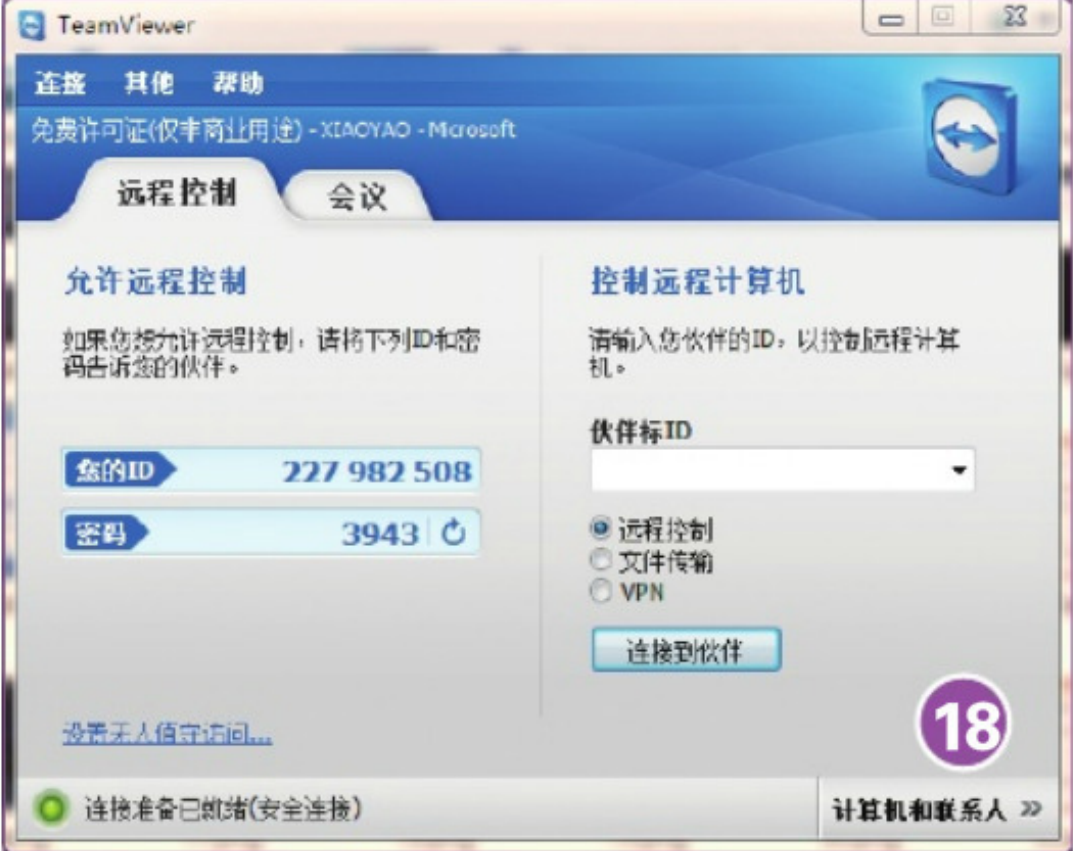 TeamViewer
连接 其他 帮助
免费许可证(仅非商业用途) - XIAOYAO - Microsoft
远程控制 会议
允许远程控制
如果您想允许远程控制，请将下列ID和密
码告诉您的伙伴。
您的ID 227 982 508
密码 3943
设置无人值守访问...
控制远程计算机
请输入您伙伴的ID，以控制远程计算
机。
伙伴标ID
远程控制
文件传输
VPN
连接到伙伴
18
连接准备已就绪(安全连接)
计算机和联系人 »